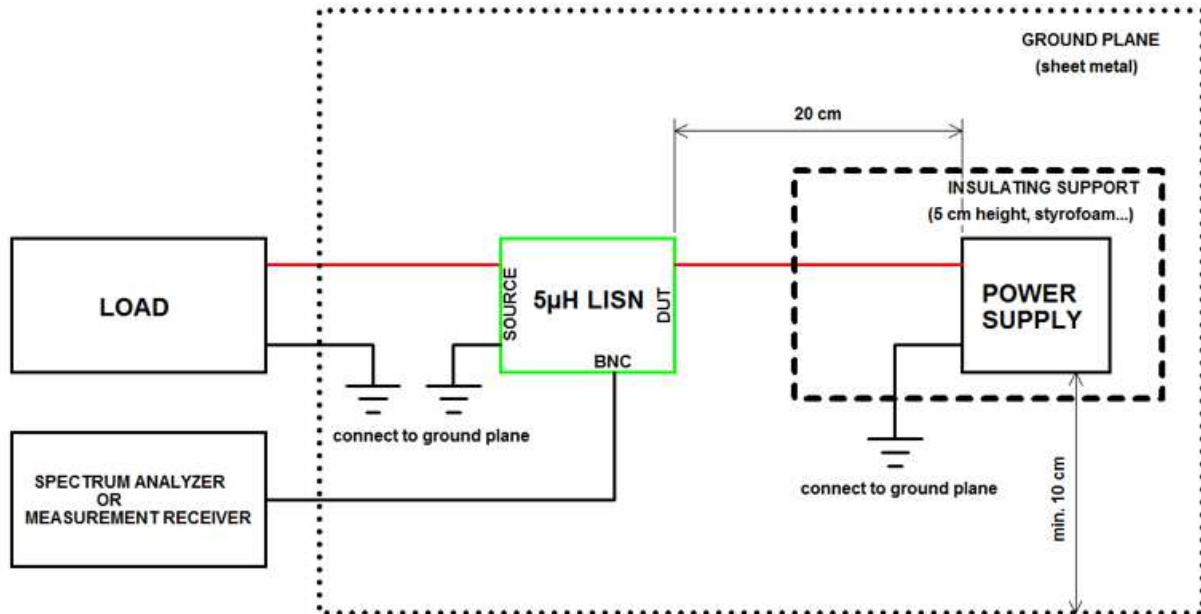 GROUND PLANE
(sheet metal)
20 cm
INSULATING SUPPORT
(5 cm height, styrofoam...)
LOAD
SOURCE
5µH LISN
DUT
BNC
POWER
SUPPLY
connect to ground plane
SPECTRUM ANALYZER
OR
MEASUREMENT RECEIVER
connect to ground plane
min. 10 cm